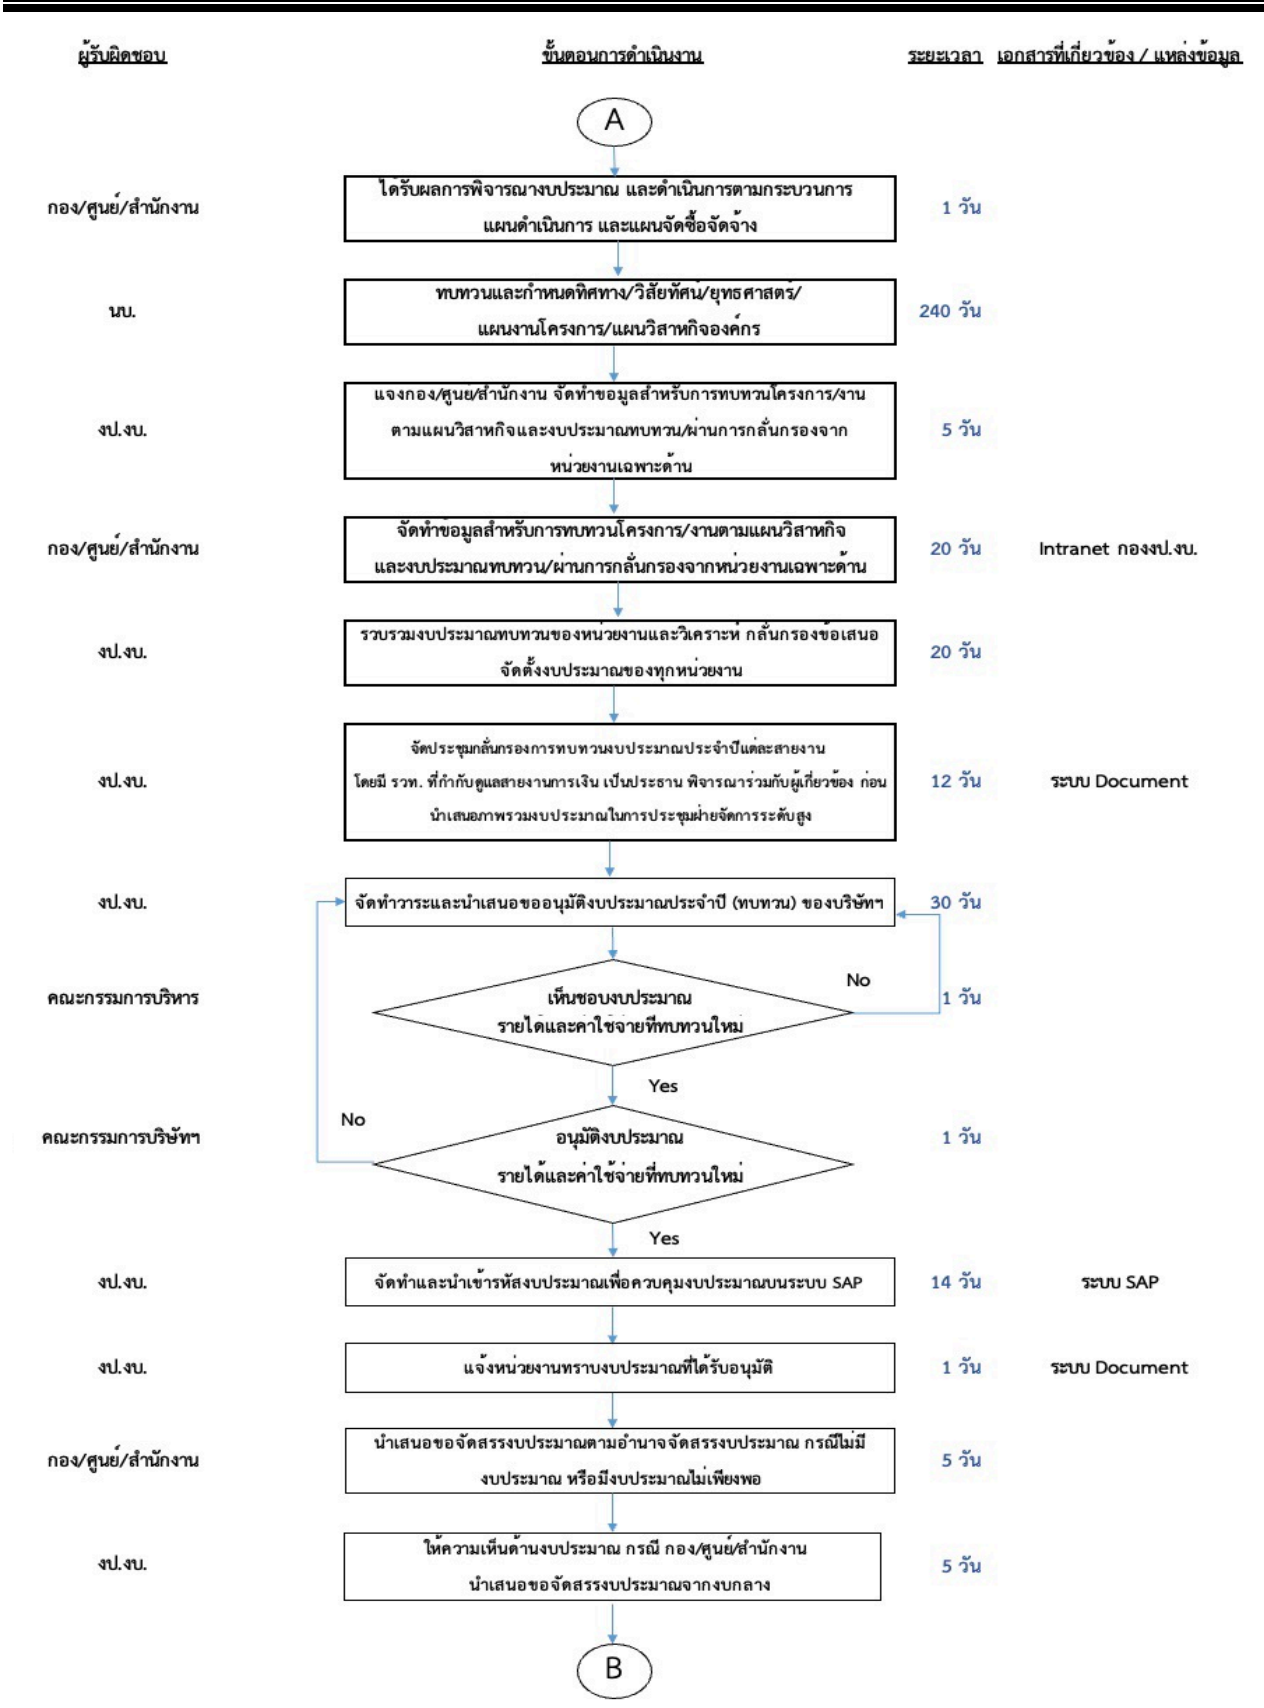 ผู้รับผิดชอบ ขั้นตอนการดำเนินงาน ระยะเวลา เอกสารที่เกี่ยวข้อง / แหล่งข้อมูล
A
ได้รับผลการพิจารณางบประมาณ และดำเนินการตามกระบวนการ
กอง/ศูนย์/สำนักงาน 1 วัน
แผนดำเนินการ และแผนจัดซื้อจัดจ้าง
ทบทวนและกำหนดทิศทาง/วิสัยทัศน์/ยุทธศาสตร์/
นบ. 240 วัน
แผนงานโครงการ/แผนวิสาหกิจองค์กร
แจงกอง/ศูนย์/สำนักงาน จัดทำขอมูลสำหรับการทบทวนโครงการ/งาน
งป.งบ. ตามแผนวิสาหกิจและงบประมาณทบทวน/ผ่านการกลั่นกรองจาก 5 วัน
หน่วยงานเฉพาะด้าน
จัดทำข้อมูลสำหรับการทบทวนโครงการ/งานตามแผนวิสาหกิจ
กอง/ศูนย์/สำนักงาน 20 วัน Intranet กองงป.งบ.
และงบประมาณทบทวน/ผ่านการกลั่นกรองจากหน่วยงานเฉพาะด้าน
รวบรวมงบประมาณทบทวนของหน่วยงานและวิเคราะห์ กลั่นกรองข้อเสนอ
งป.งบ. 20 วัน
จัดตั้งงบประมาณของทุกหน่วยงาน
จัดประชุมกลั่นกรองการทบทวนงบประมาณประจำปีแต่ละสายงาน
งป.งบ. โดยมี รวท. ที่กำกับดูแลสายงานการเงิน เป็นประธาน พิจารณาร่วมกับผู้เกี่ยวข้อง ก่อน 12 วัน ระบบ Document
นำเสนอภาพรวมงบประมาณในการประชุมฝ่ายจัดการระดับสูง
งป.งบ. จัดทำวาระและนำเสนอขออนุมัติงบประมาณประจำปี (ทบทวน) ของบริษัทฯ 30 วัน
No
คณะกรรมการบริหาร เห็นชอบงบประมาณ 1 วัน
รายได้และค่าใช้จ่ายที่ทบทวนใหม่
Yes
No
คณะกรรมการบริษัทฯ อนุมัติงบประมาณ 1 วัน
รายได้และค่าใช้จ่ายที่ทบทวนใหม่
Yes
งป.งบ. จัดทำและนำเข้ารหัสงบประมาณเพื่อควบคุมงบประมาณบนระบบ SAP 14 วัน ระบบ SAP
งป.งบ. แจ้งหน่วยงานทราบงบประมาณที่ได้รับอนุมัติ 1 วัน ระบบ Document
นำเสนอขอจัดสรรงบประมาณตามอำนาจจัดสรรงบประมาณ กรณีไม่มี
กอง/ศูนย์/สำนักงาน 5 วัน
งบประมาณ หรือมีงบประมาณไม่เพียงพอ
ให้ความเห็นด้านงบประมาณ กรณี กอง/ศูนย์/สำนักงาน
งป.งบ. 5 วัน
นำเสนอขอจัดสรรงบประมาณจากงบกลาง
B